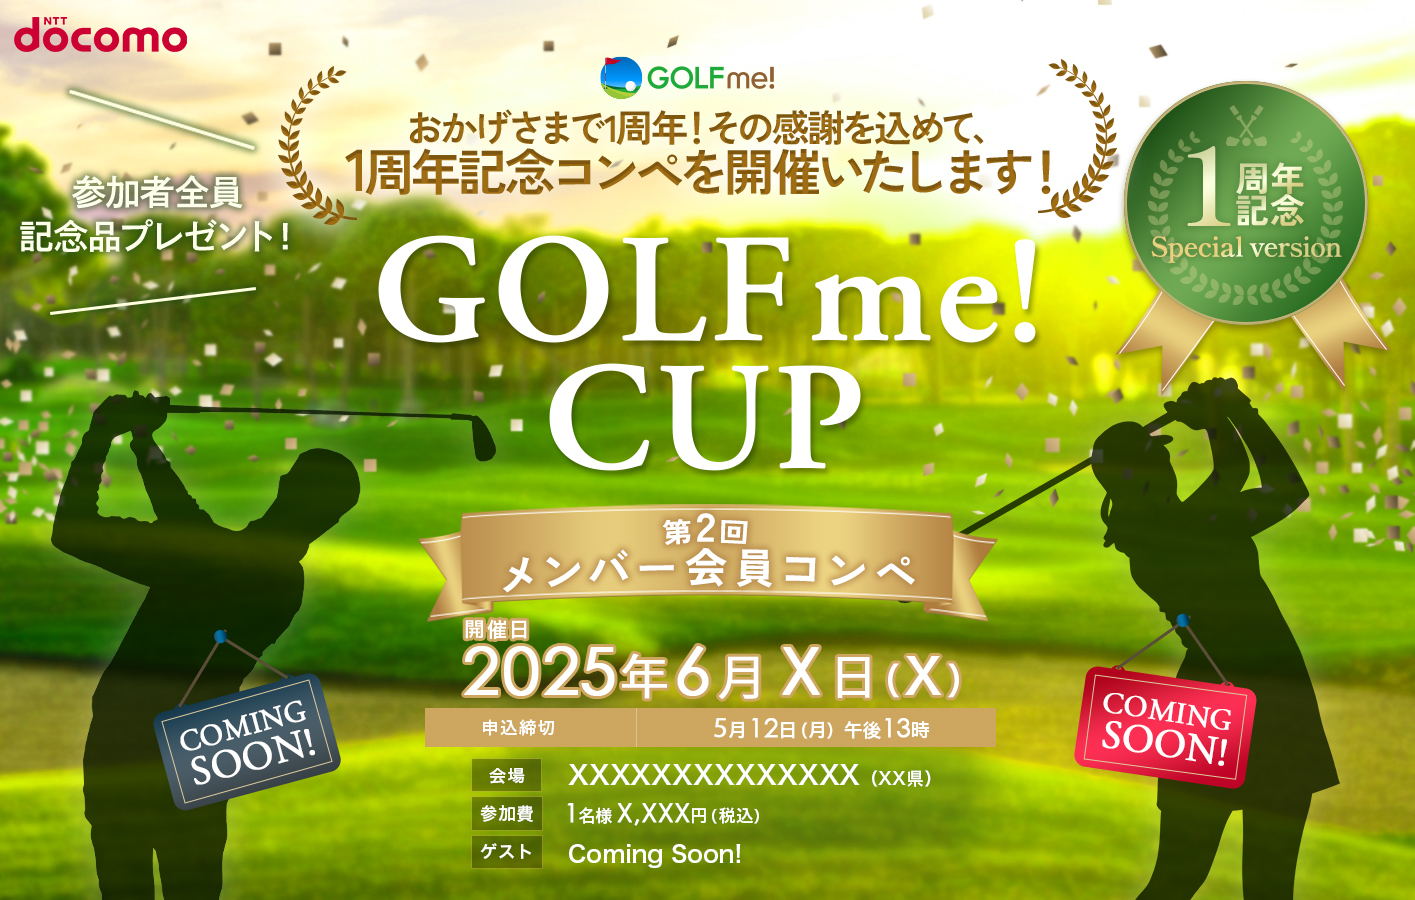 NTT
docomo
GOLFme!
おかげさまで1周年！その感謝を込めて、
1周年記念コンペを開催いたします！
参加者全員
記念品プレゼント！
1周年
記念
Special version
GOLF me!
CUP
第2回
メンバー会員コンペ
開催日
2025年6月X日(X)
申込締切 5月12日(月) 午後13時
会場 XXXXXXXXXXXXXX (XX県)
参加費 1名様 X,XXX円(税込)
ゲスト Coming Soon!
COMING
SOON!
COMING
SOON!